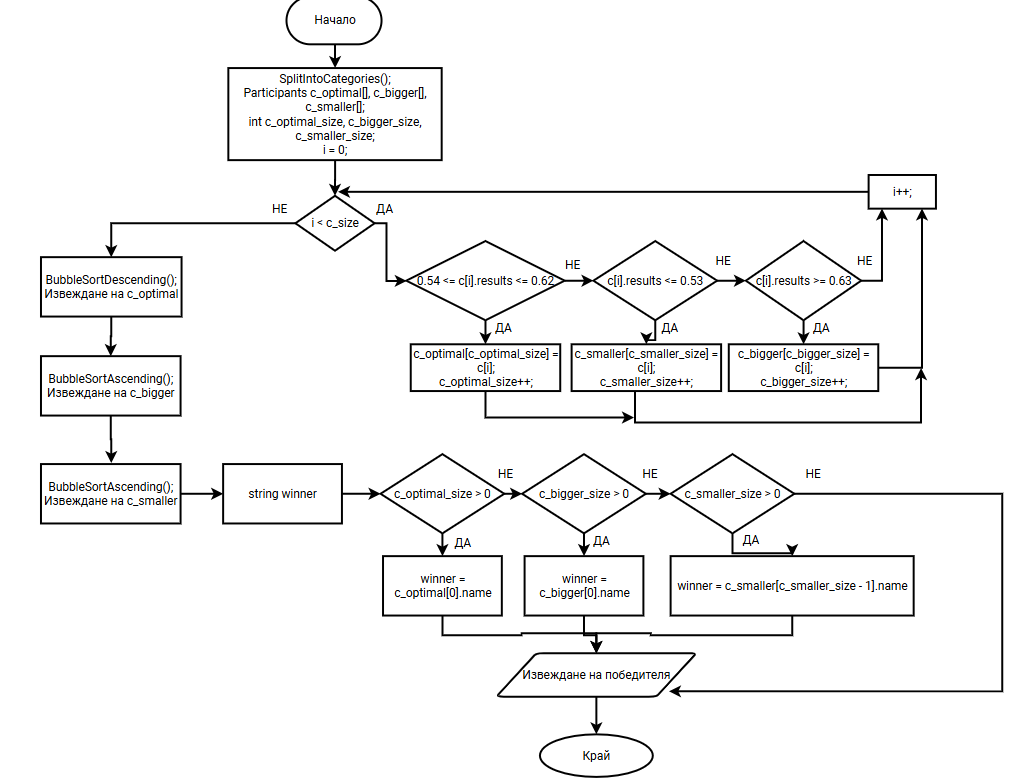 Начало
SplitIntoCategories();
Participants c_optimal[], c_bigger[],
c_smaller[];
int c_optimal_size, c_bigger_size,
c_smaller_size;
i = 0;
i++;
НЕ
ДА
i < c_size
BubbleSortDescending();
Извеждане на c_optimal
0.54 <= c[i].results <= 0.62
НЕ
c[i].results <= 0.53
НЕ
c[i].results >= 0.63
НЕ
ДА
ДА
ДА
c_optimal[c_optimal_size] =
c[i];
c_optimal_size++;
c_smaller[c_smaller_size] =
c[i];
c_smaller_size++;
c_bigger[c_bigger_size] =
c[i];
c_bigger_size++;
BubbleSortAscending();
Извеждане на c_bigger
BubbleSortAscending();
Извеждане на c_smaller
string winner
c_optimal_size > 0
НЕ
c_bigger_size > 0
НЕ
c_smaller_size > 0
НЕ
ДА
ДА
ДА
winner =
c_optimal[0].name
winner =
c_bigger[0].name
winner = c_smaller[c_smaller_size - 1].name
Извеждане на победителя
Край